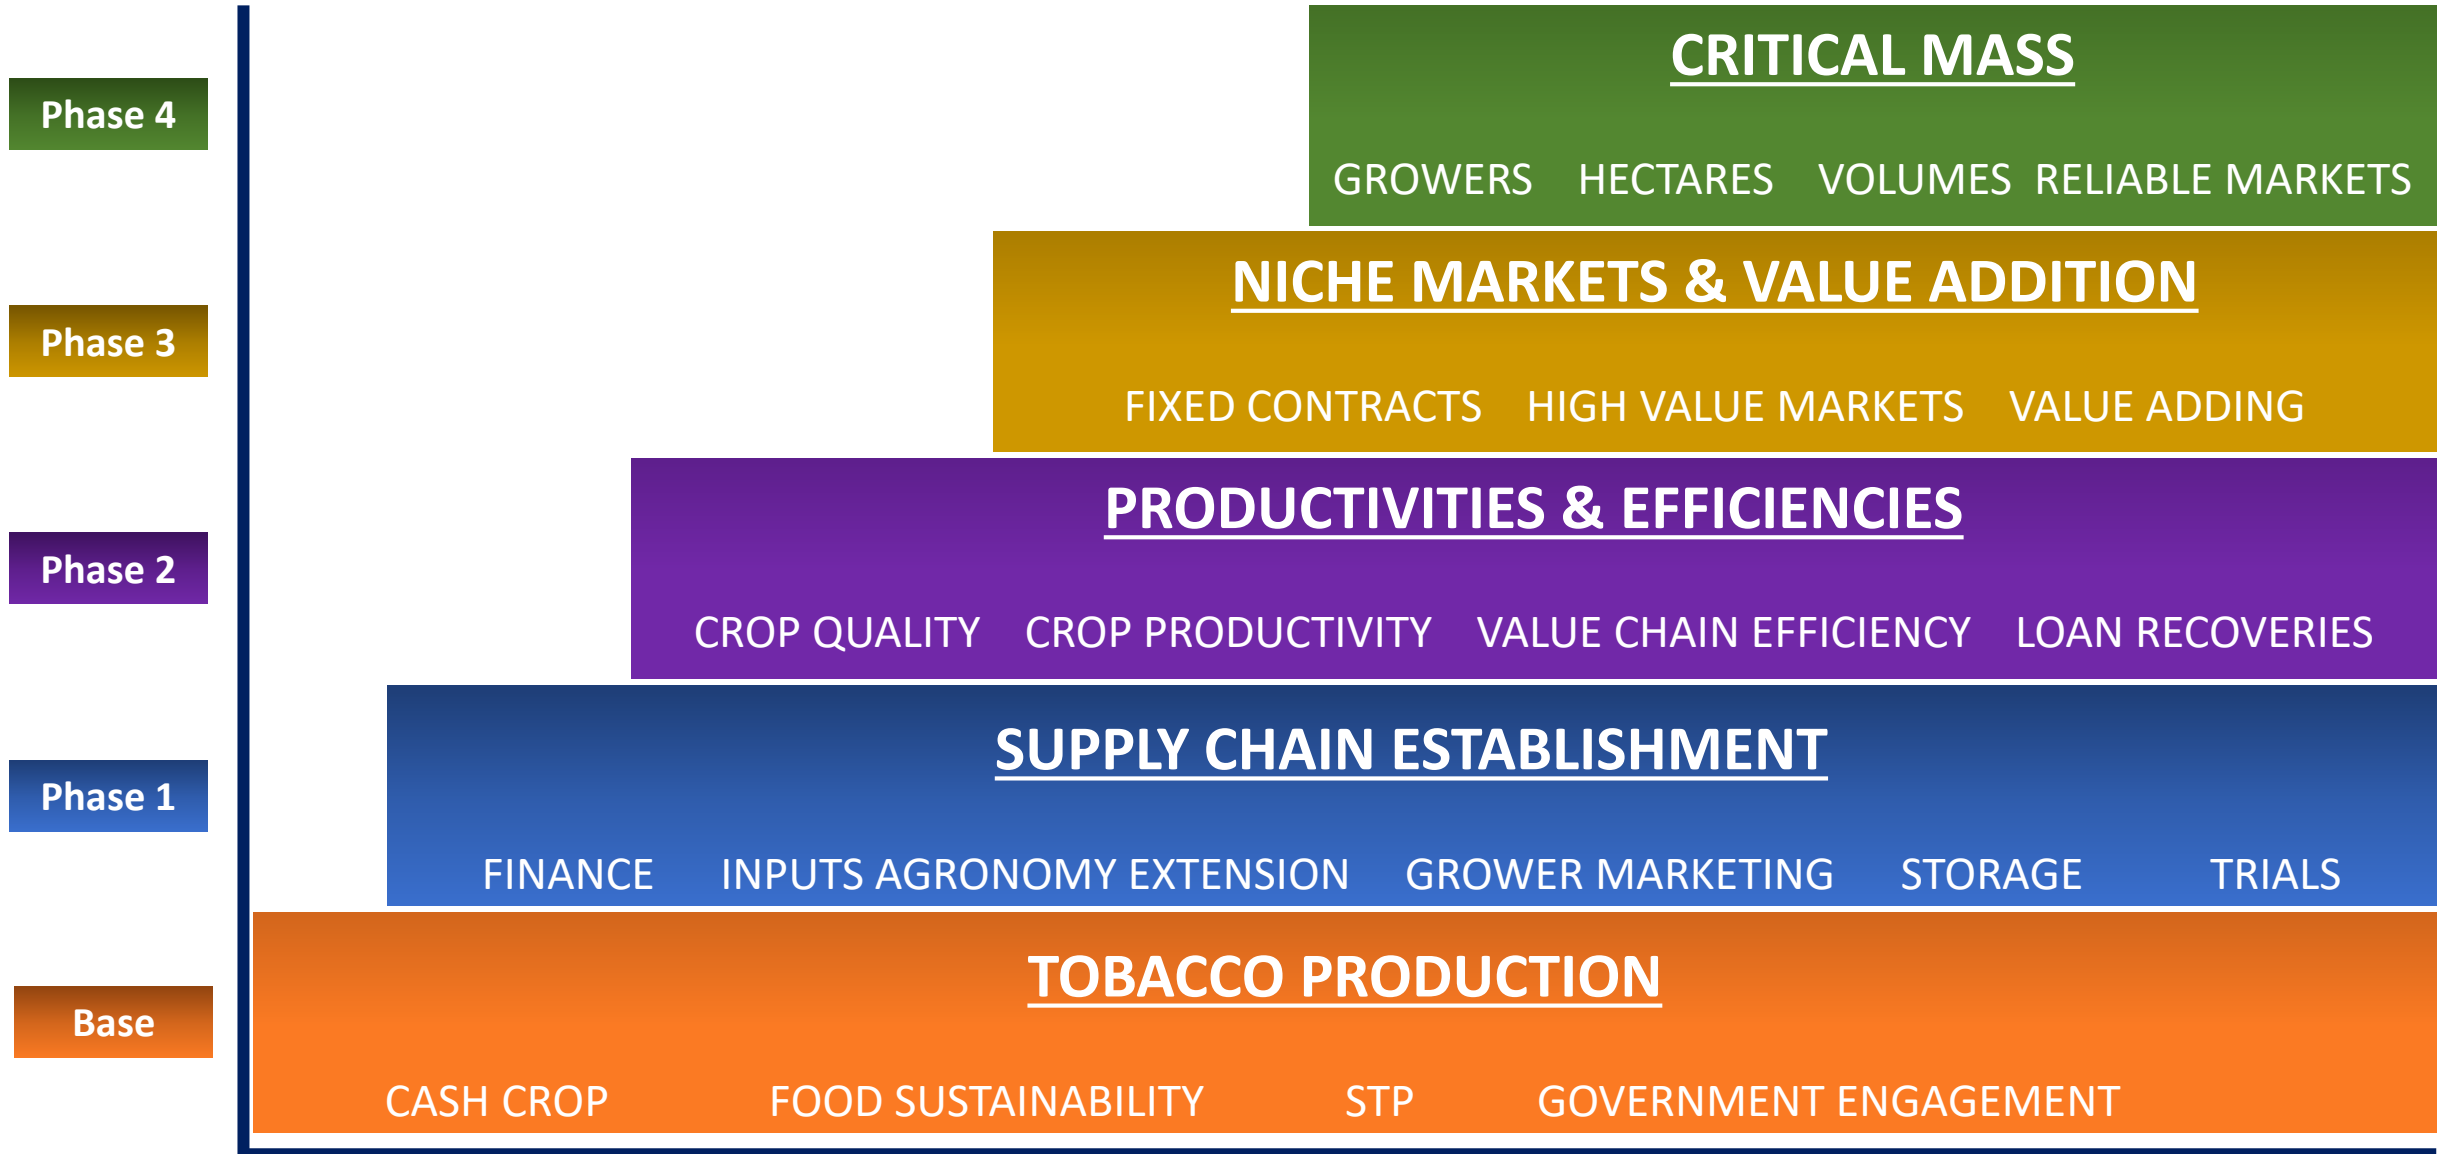 CRITICAL MASS
Phase 4
GROWERS HECTARES VOLUMES RELIABLE MARKETS
NICHE MARKETS & VALUE ADDITION
Phase 3
FIXED CONTRACTS HIGH VALUE MARKETS VALUE ADDING
PRODUCTIVITIES & EFFICIENCIES
Phase 2
CROP QUALITY CROP PRODUCTIVITY VALUE CHAIN EFFICIENCY LOAN RECOVERIES
SUPPLY CHAIN ESTABLISHMENT
Phase 1
FINANCE INPUTS AGRONOMY EXTENSION GROWER MARKETING STORAGE TRIALS
TOBACCO PRODUCTION
Base
CASH CROP FOOD SUSTAINABILITY STP GOVERNMENT ENGAGEMENT